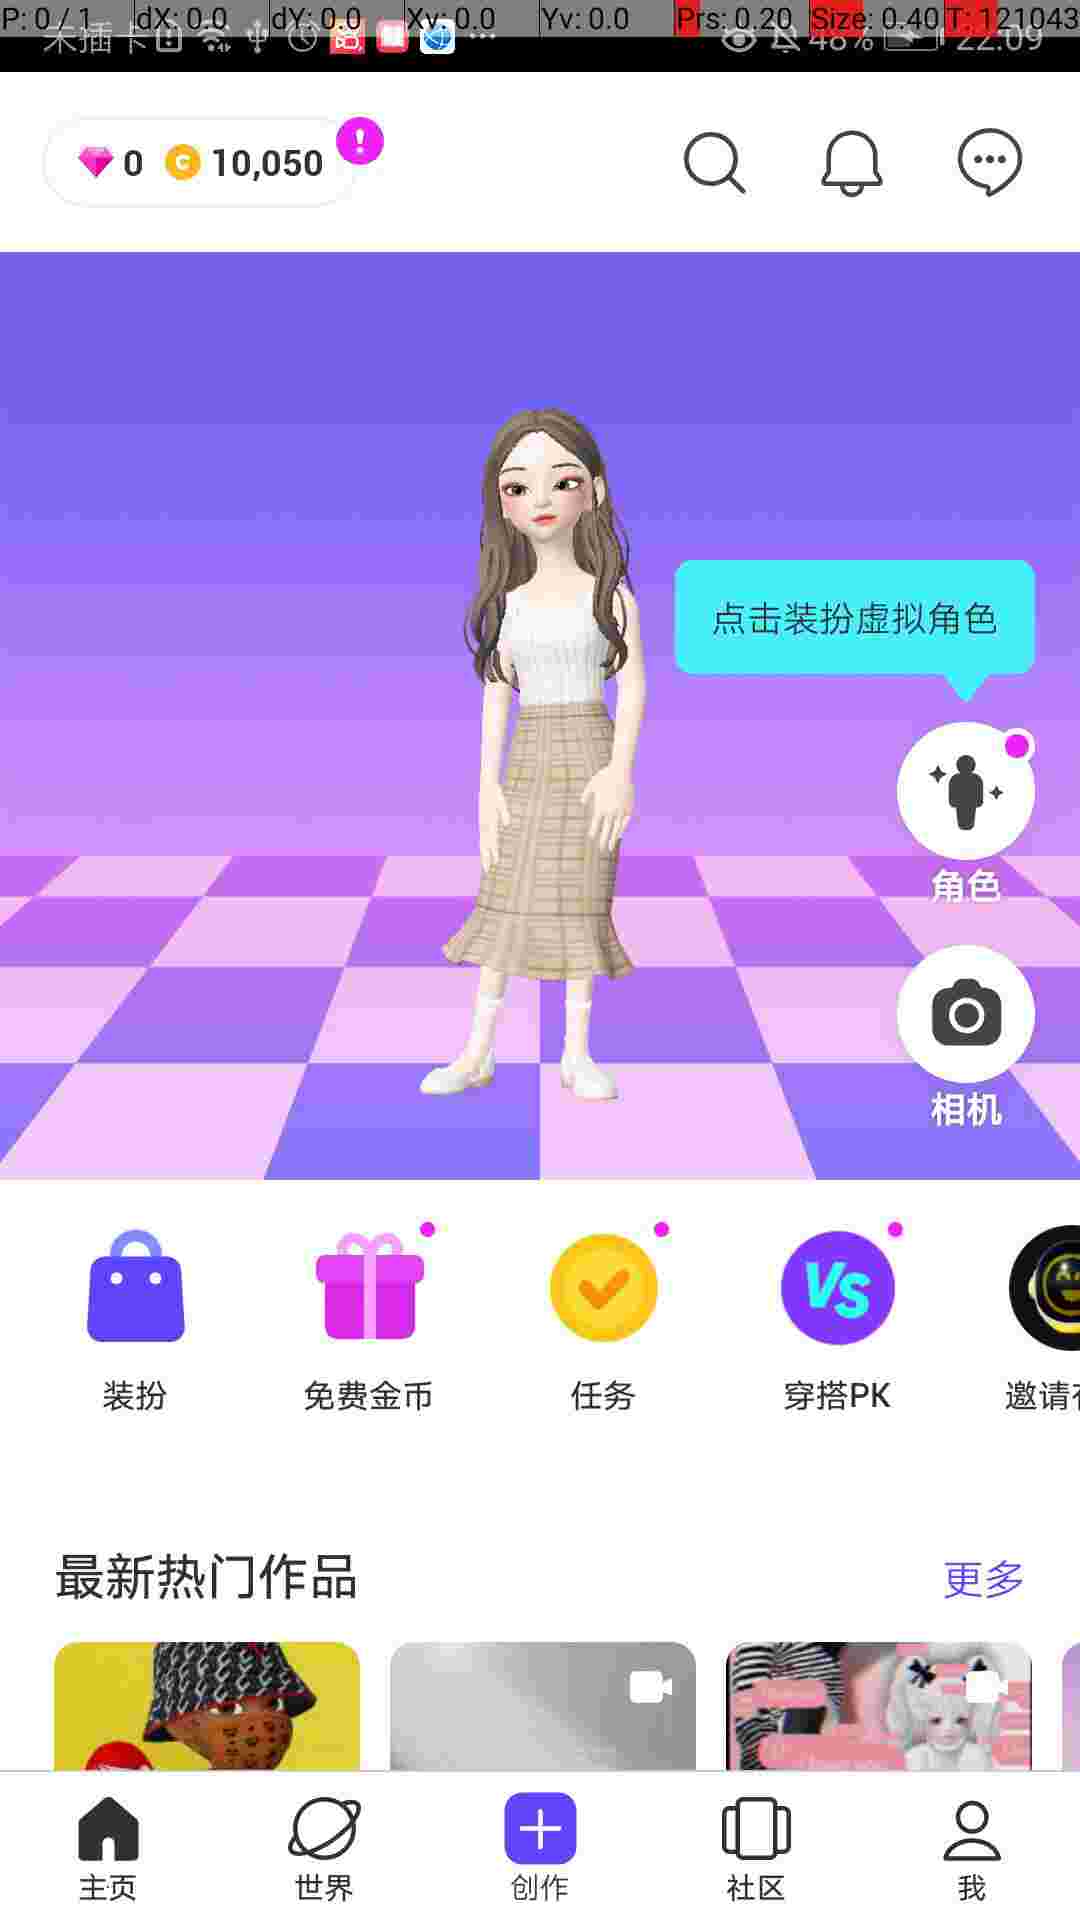 P: 0 / 1 dX: 0.0 dY: 0.0 Xv: 0.0 Yv: 0.0 Prs: 0.20 Size: 0.40 T: 121043
未插卡 48% 22:09
0 10,050
点击装扮虚拟角色
角色
相机
装扮 免费金币 任务 穿搭PK 邀请
最新热门作品 更多
主页 世界 创作 社区 我